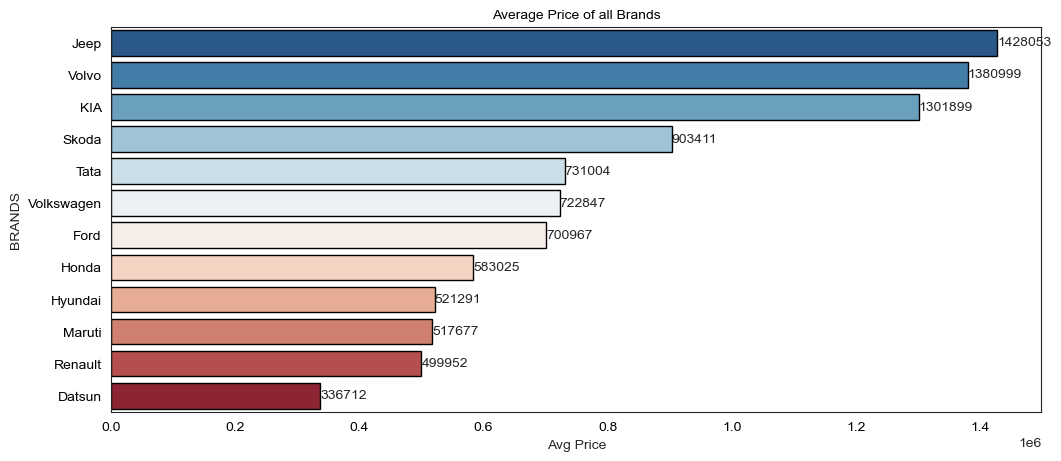 Average Price of all Brands
BRANDS
Jeep 1428053
Volvo 1380999
KIA 1301899
Skoda 903411
Tata 731004
Volkswagen 722847
Ford 700967
Honda 583025
Hyundai 521291
Maruti 517677
Renault 499952
Datsun 336712
0.0 0.2 0.4 0.6 0.8 1.0 1.2 1.4
1e6
Avg Price